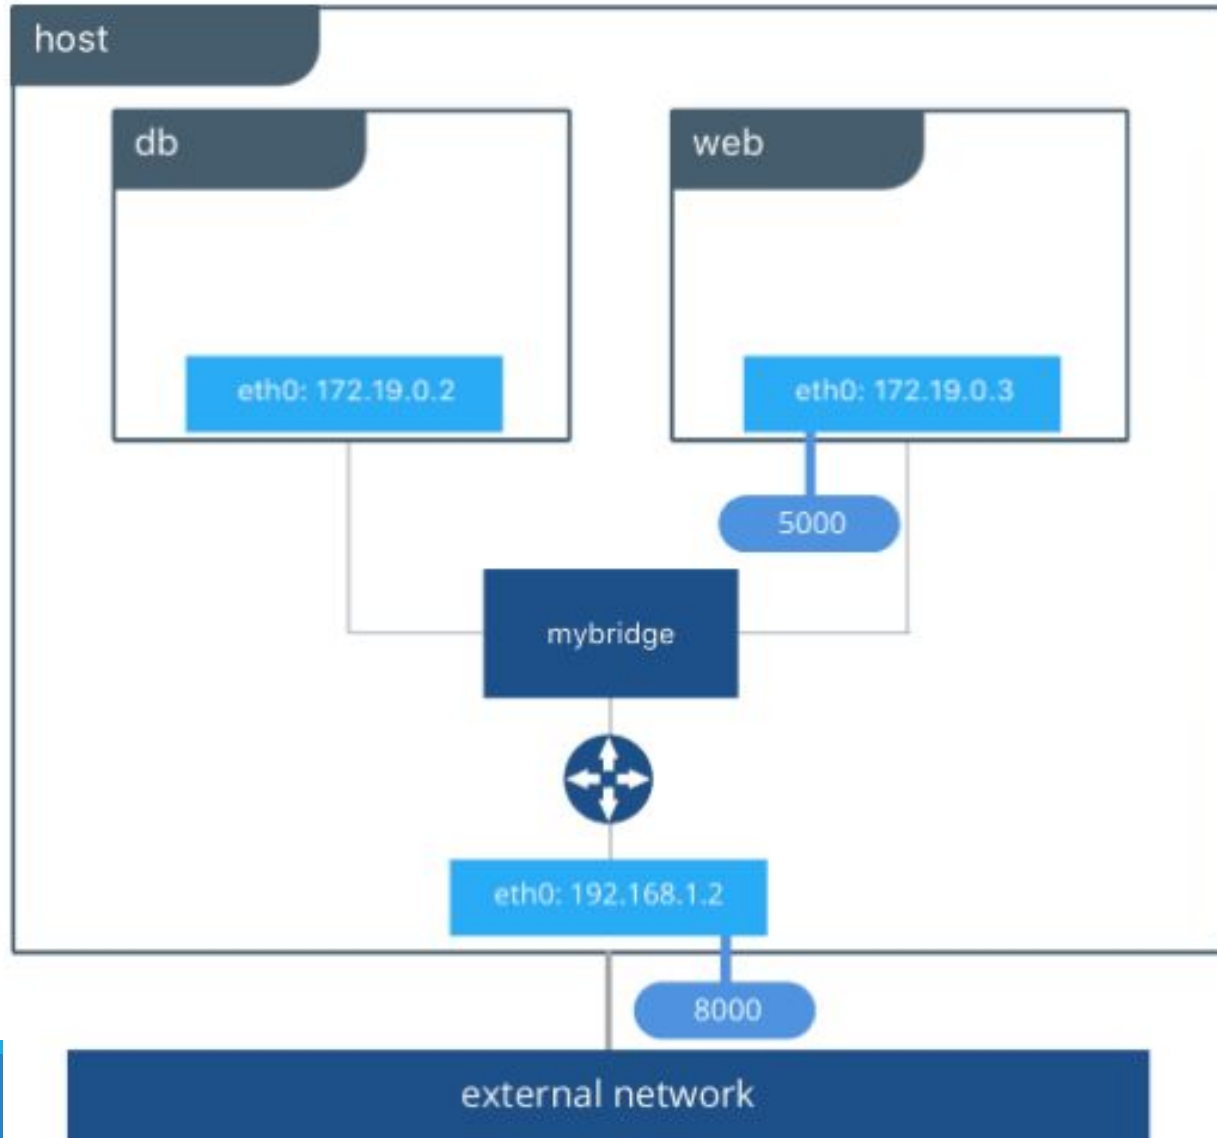 host
db
web
eth0: 172.19.0.2
eth0: 172.19.0.3
5000
mybridge
eth0: 192.168.1.2
8000
external network